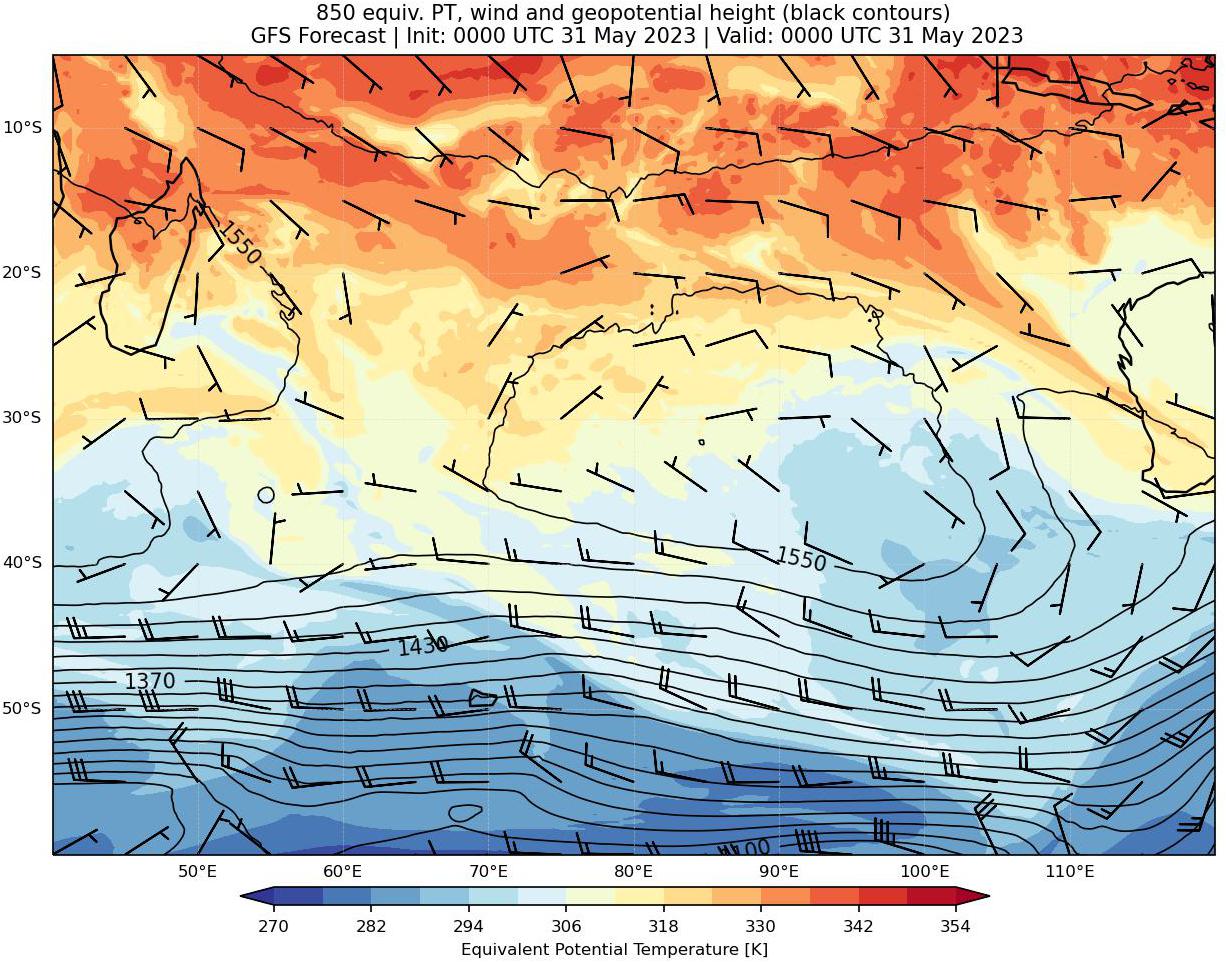 850 equiv. PT, wind and geopotential height (black contours)
GFS Forecast | Init: 0000 UTC 31 May 2023 | Valid: 0000 UTC 31 May 2023
10°S
1550
20°S
30°S
1550
40°S
1430
1370
50°S
50°E 60°E 70°E 80°E 90°E 100°E 110°E
270 282 294 306 318 330 342 354
Equivalent Potential Temperature [K]